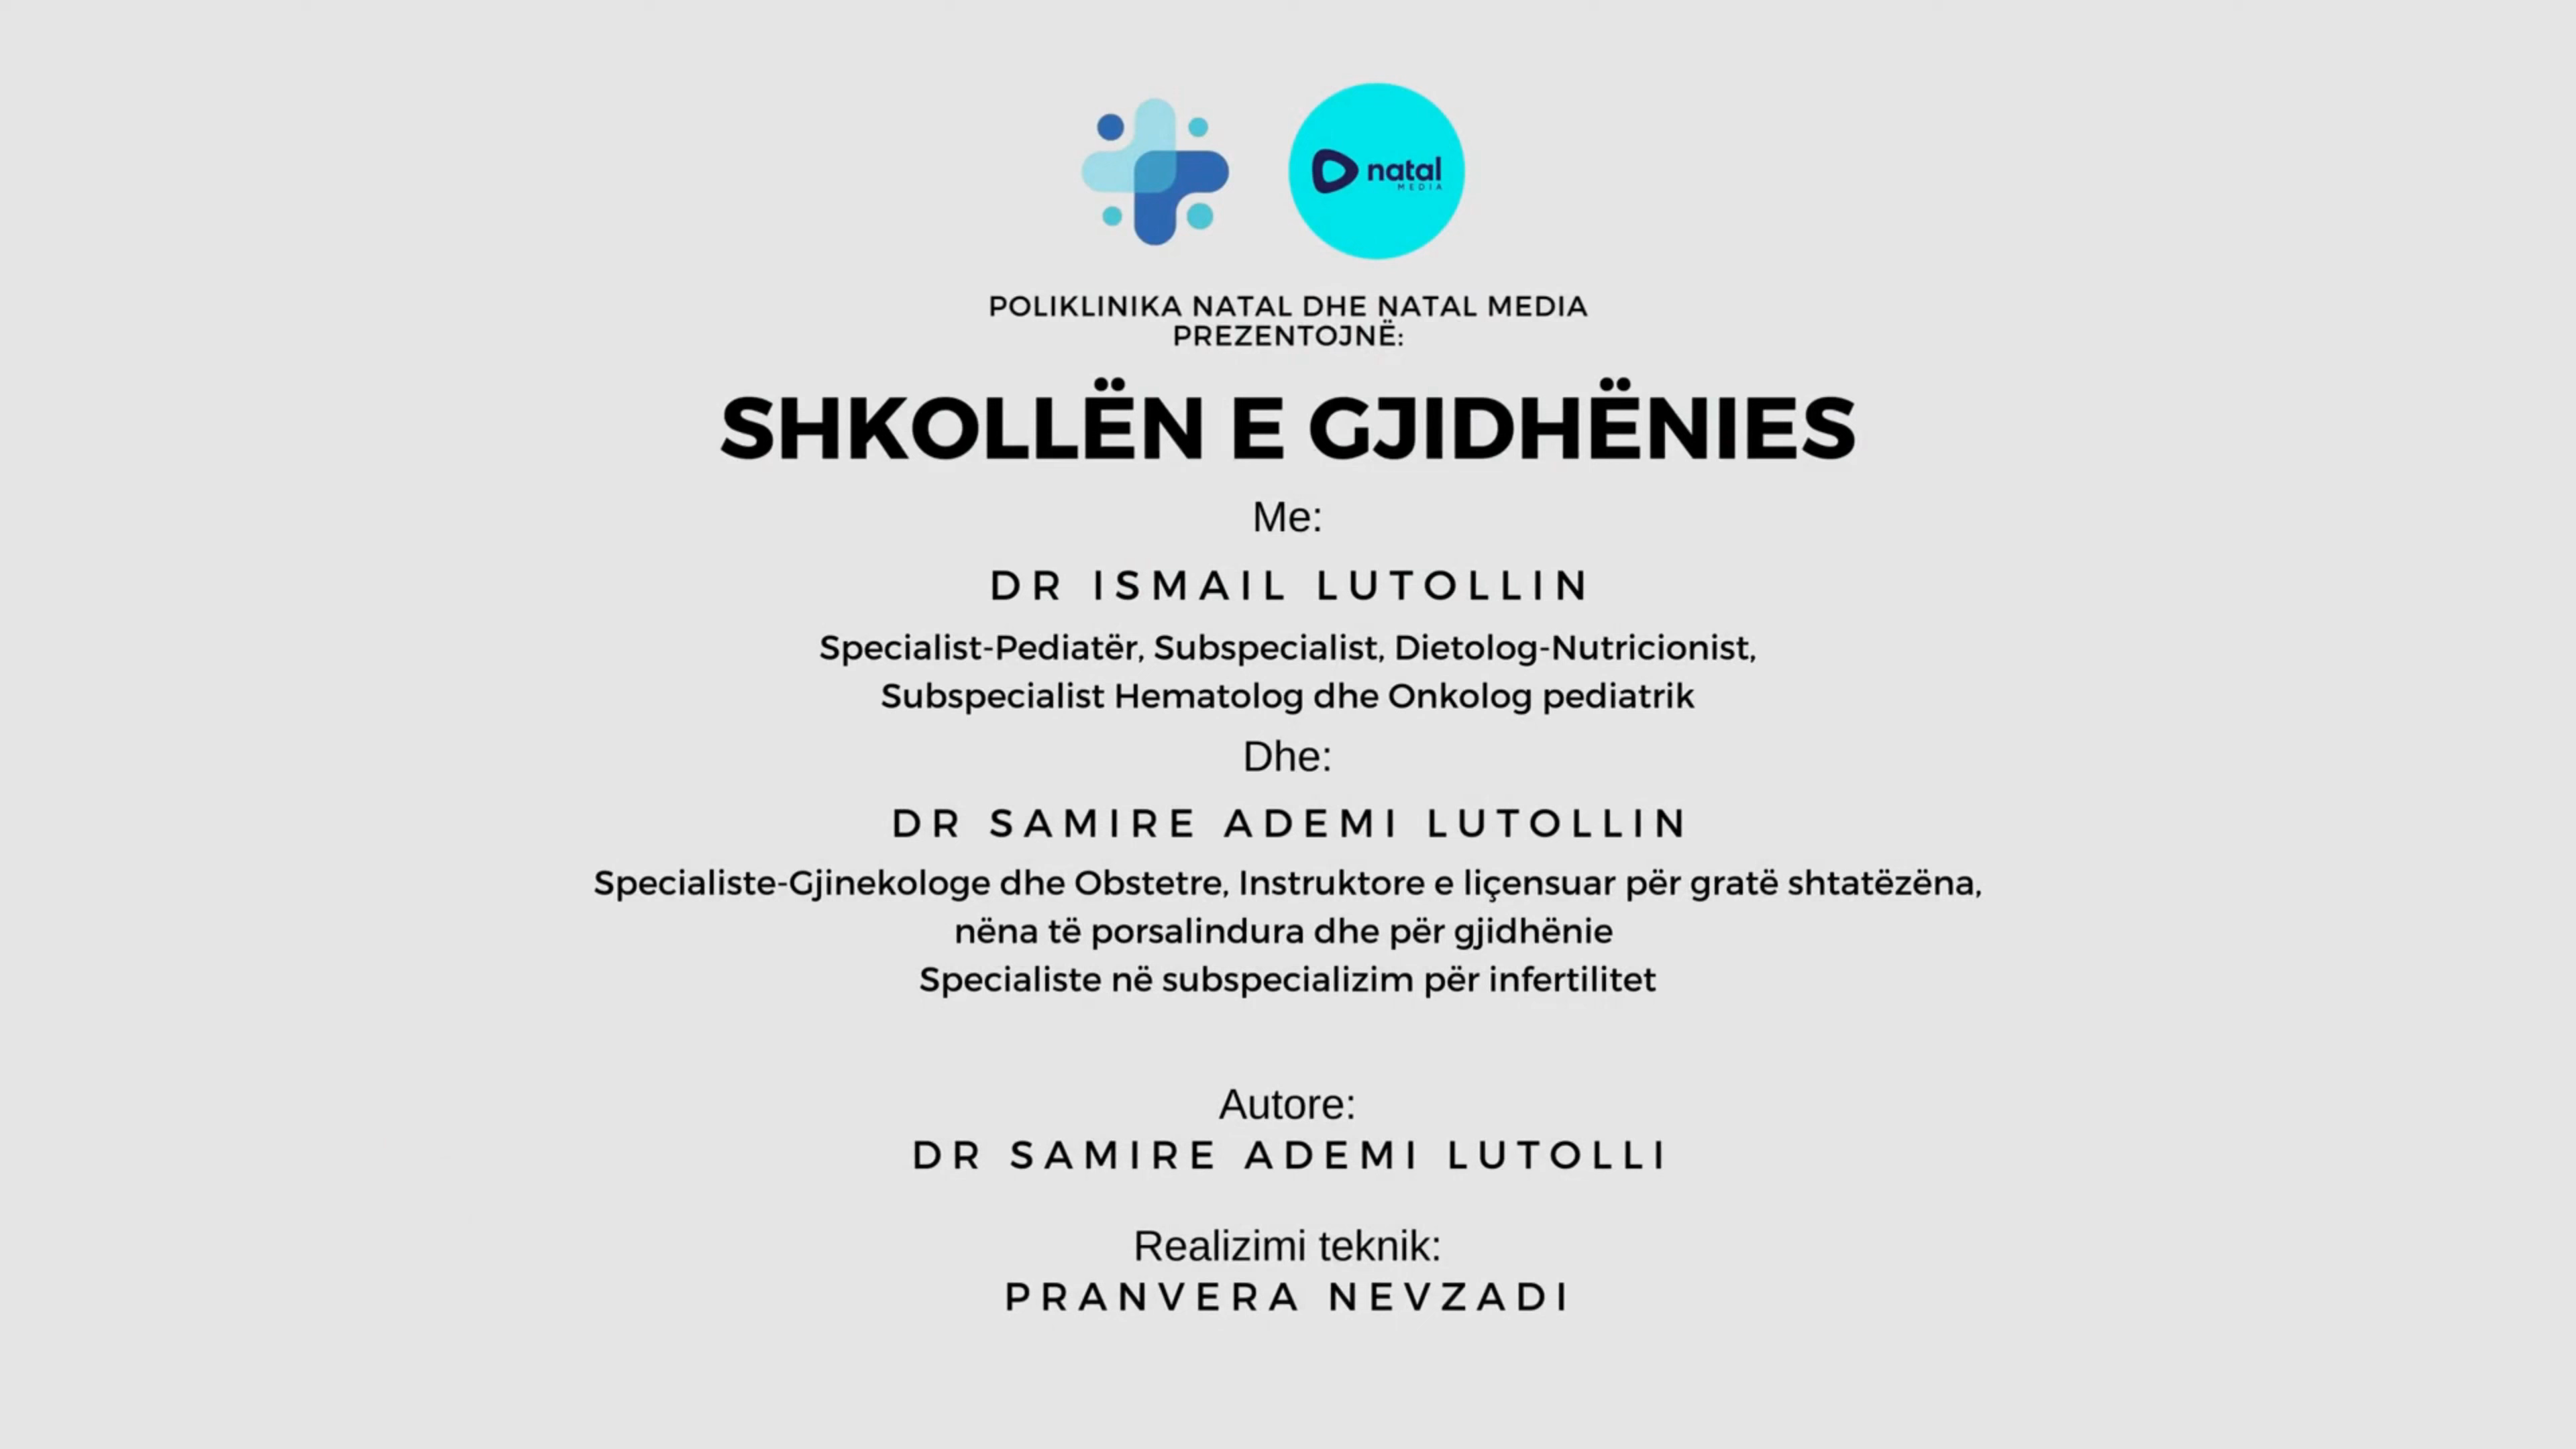 natal
MEDIA
POLIKLINIKA NATAL DHE NATAL MEDIA
PREZENTOJNË:
SHKOLLËN E GJIDHËNIES
Me:
DR ISMAIL LUTOLLIN
Specialist-Pediatër, Subspecialist, Dietolog-Nutricionist,
Subspecialist Hematolog dhe Onkolog pediatrik
Dhe:
DR SAMIRE ADEMI LUTOLLIN
Specialiste-Gjinekologe dhe Obstetre, Instruktore e liçensuar për gratë shtatëzëna,
nëna të porsalindura dhe për gjidhënie
Specialiste në subspecializim për infertilitet
Autore:
DR SAMIRE ADEMI LUTOLLI
Realizimi teknik:
PRANVERA NEVZADI